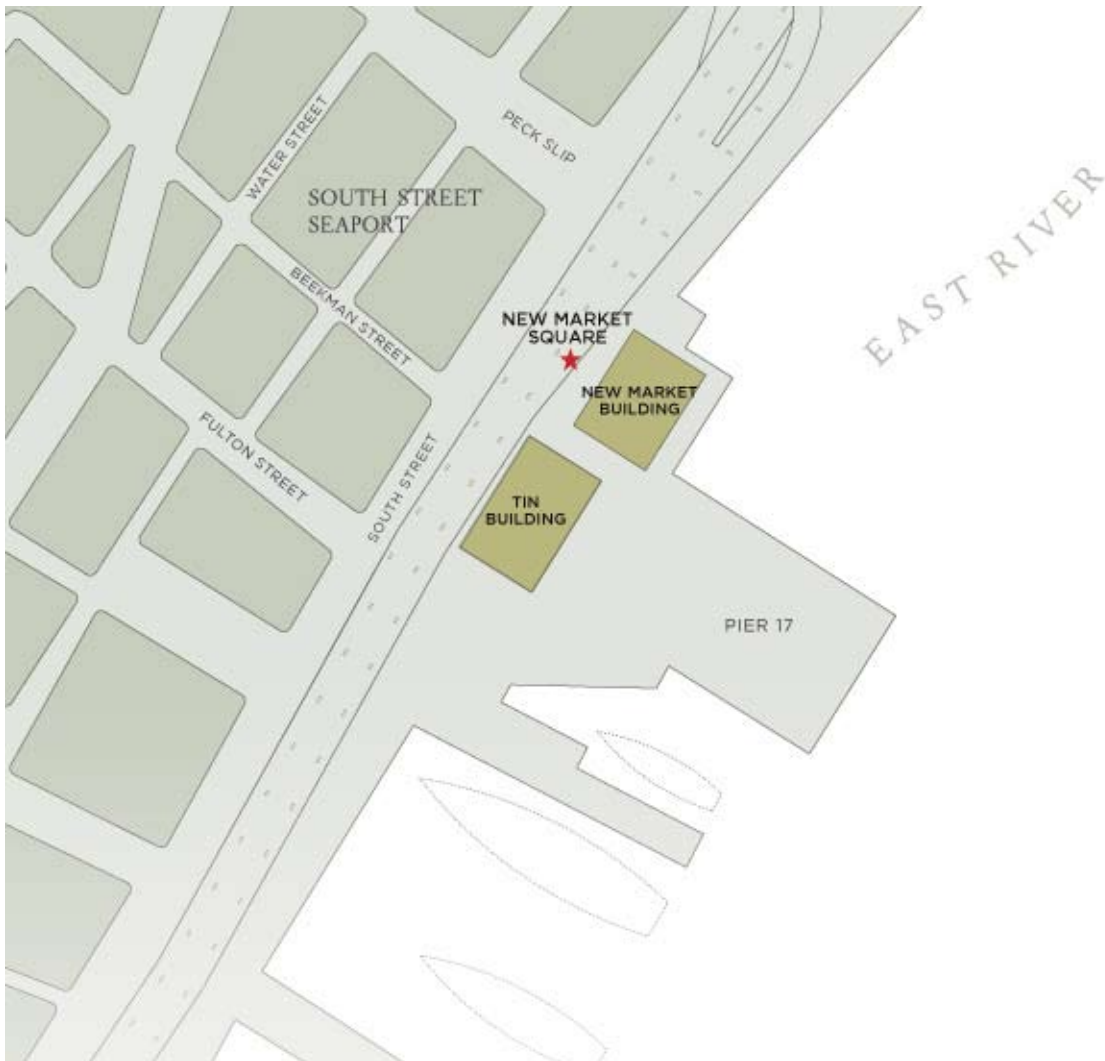 PECK SLIP
WATER STREET
SOUTH STREET
SEAPORT
EAST RIVER
BEEKMAN STREET
NEW MARKET
SQUARE
NEW MARKET
BUILDING
FULTON STREET
SOUTH STREET
TIN
BUILDING
PIER 17